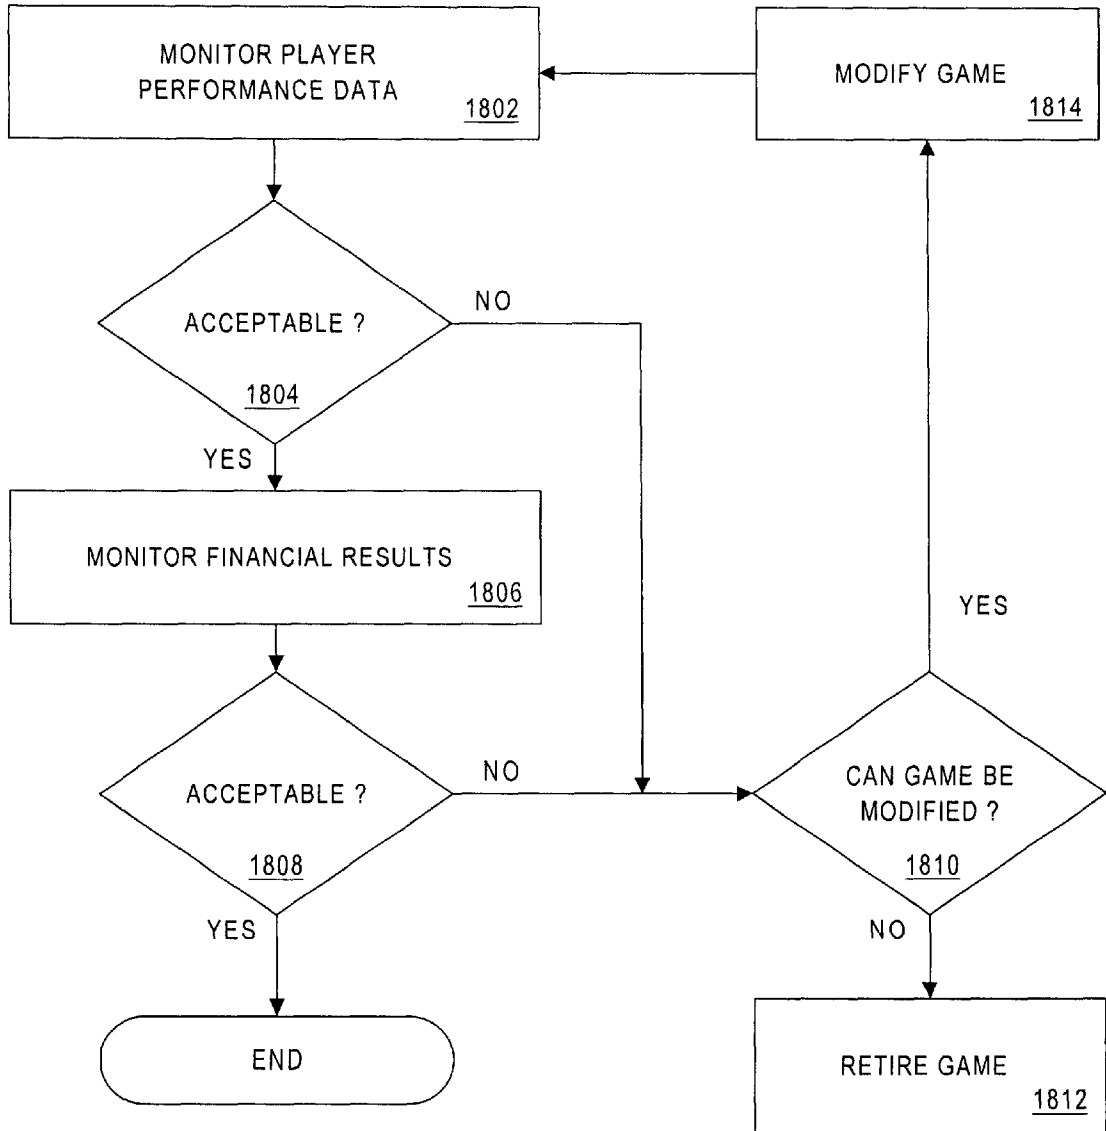 MONITOR PLAYER
PERFORMANCE DATA
1802
MODIFY GAME
1814
ACCEPTABLE ?
1804
NO
YES
MONITOR FINANCIAL RESULTS
1806
YES
ACCEPTABLE ?
1808
NO
YES
CAN GAME BE
MODIFIED ?
1810
NO
END
RETIRE GAME
1812